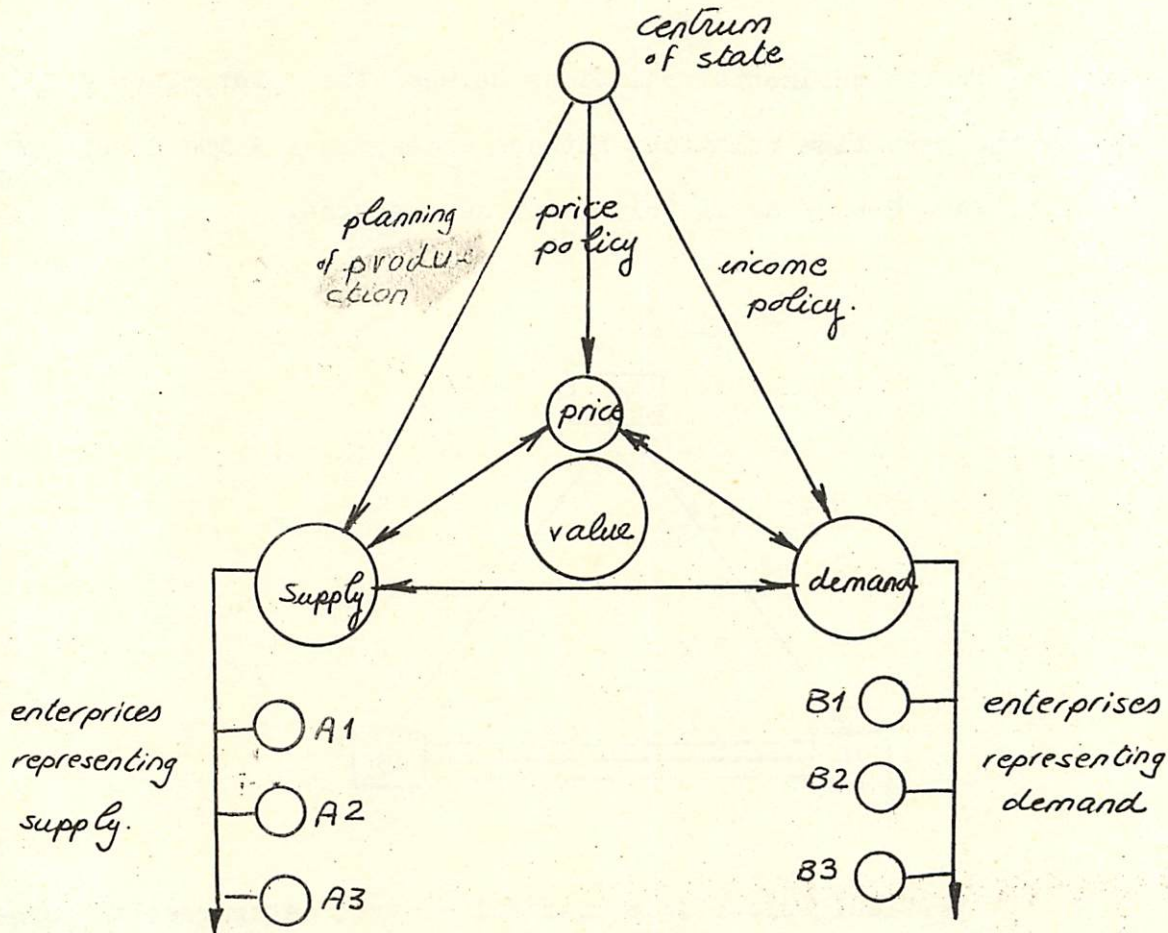 centrum
of state
planning
of produ-
ction
price
policy
income
policy.
price
value
supply
demand
enterprices
representing
supply.
A1
A2
A3
B1
B2
B3
enterprises
representing
demand